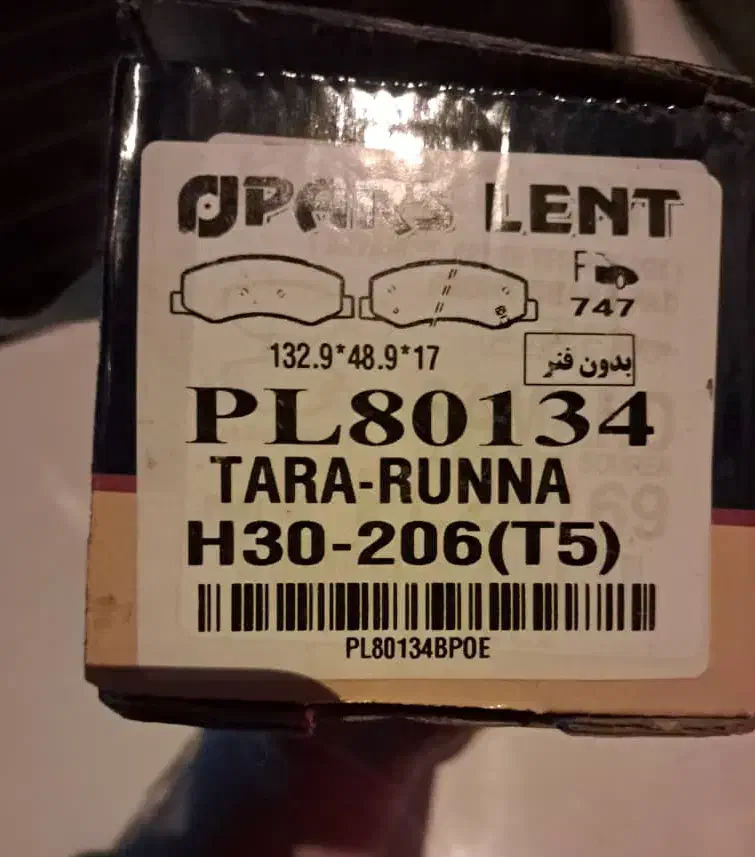 PARS LENT
F
747
132.9*48.9*17
بدون فنر
PL80134
TARA-RUNNA
H30-206(T5)
PL80134BPOE